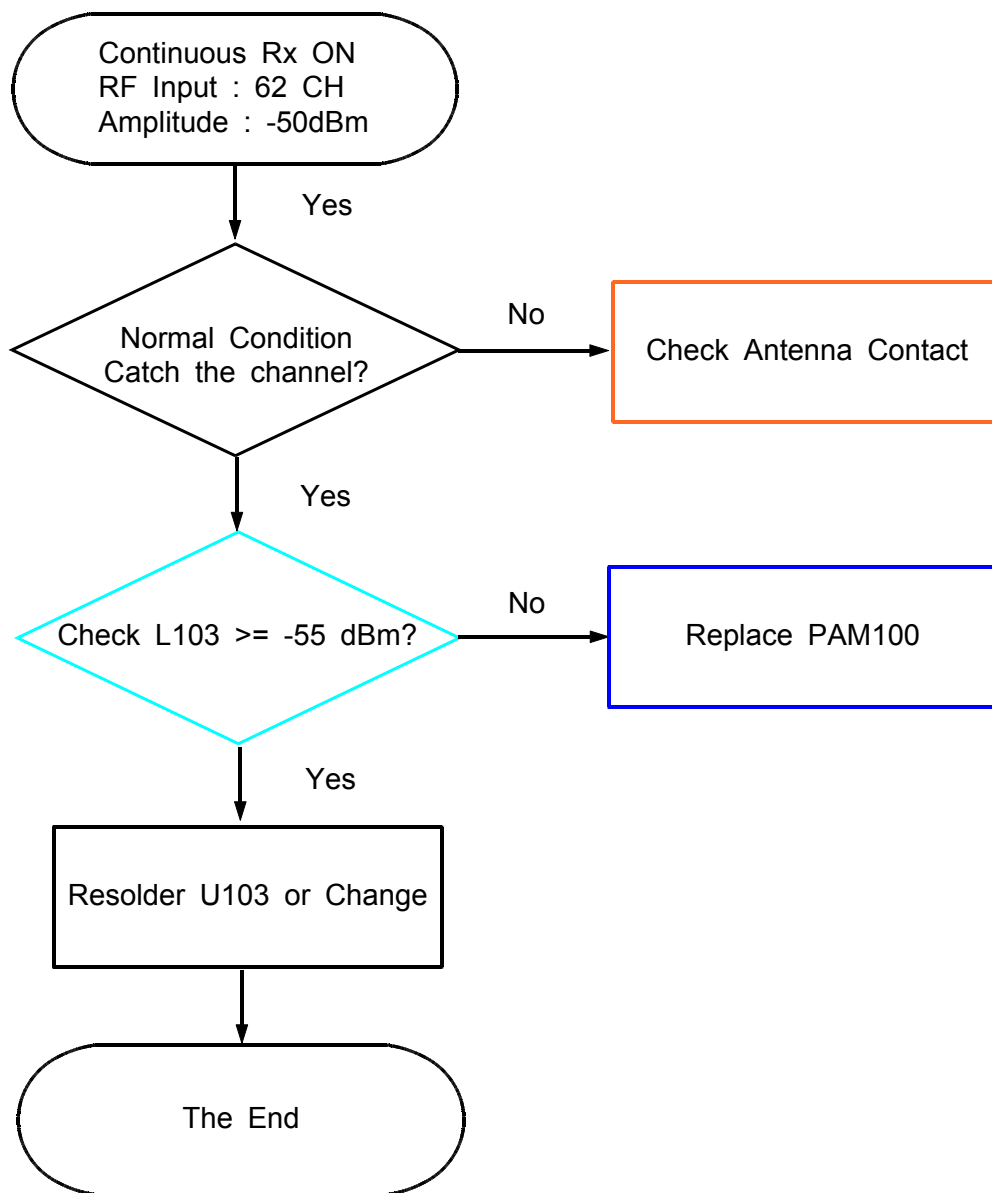 Continuous Rx ON
RF Input : 62 CH
Amplitude : -50dBm
Yes
Normal Condition
Catch the channel?
No
Check Antenna Contact
Yes
Check L103 >= -55 dBm?
No
Replace PAM100
Yes
Resolder U103 or Change
The End